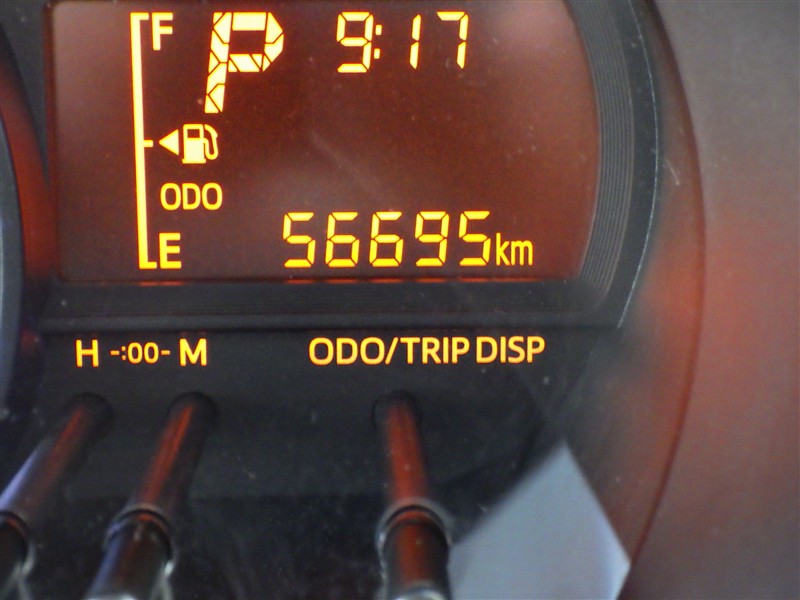 F P 9:17
ODO
E 56695km
H -:00- M ODO/TRIP DISP